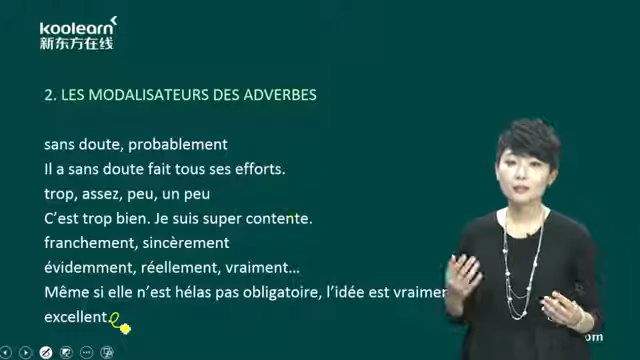 koolearn
新东方在线
2. LES MODALISATEURS DES ADVERBES
sans doute, probablement
Il a sans doute fait tous ses efforts.
trop, assez, peu, un peu
C'est trop bien. Je suis super contente.
franchement, sincèrement
évidemment, réellement, vraiment…
Même si elle n'est hélas pas obligatoire, l'idée est
excellent.